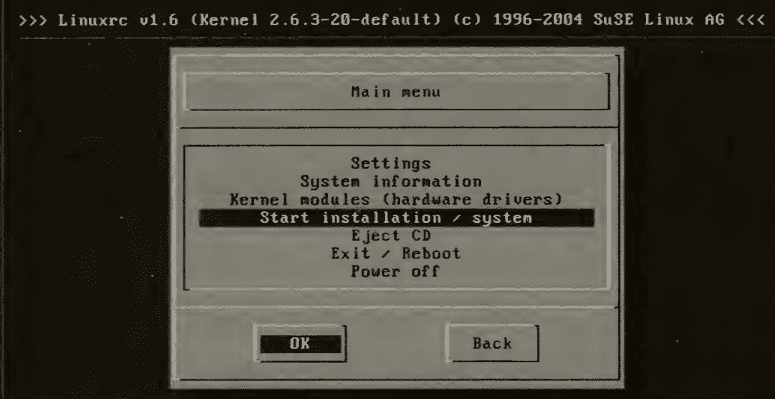 >>> Linuxrc v1.6 (Kernel 2.6.3-20-default) (c) 1996-2004 SuSE Linux AG <<<
Main menu
Settings
System information
Kernel modules (hardware drivers)
Start installation / system
Eject CD
Exit / Reboot
Power off
OK Back